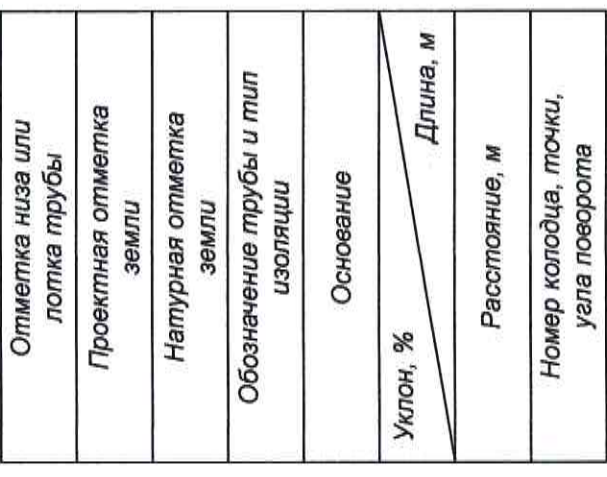 Отметка низа или
лотка трубы
Проектная отметка
земли
Натурная отметка
земли
Обозначение трубы и тип
изоляции
Основание
Уклон, %
Длина, м
Расстояние, м
Номер колодца, точки,
угла поворота